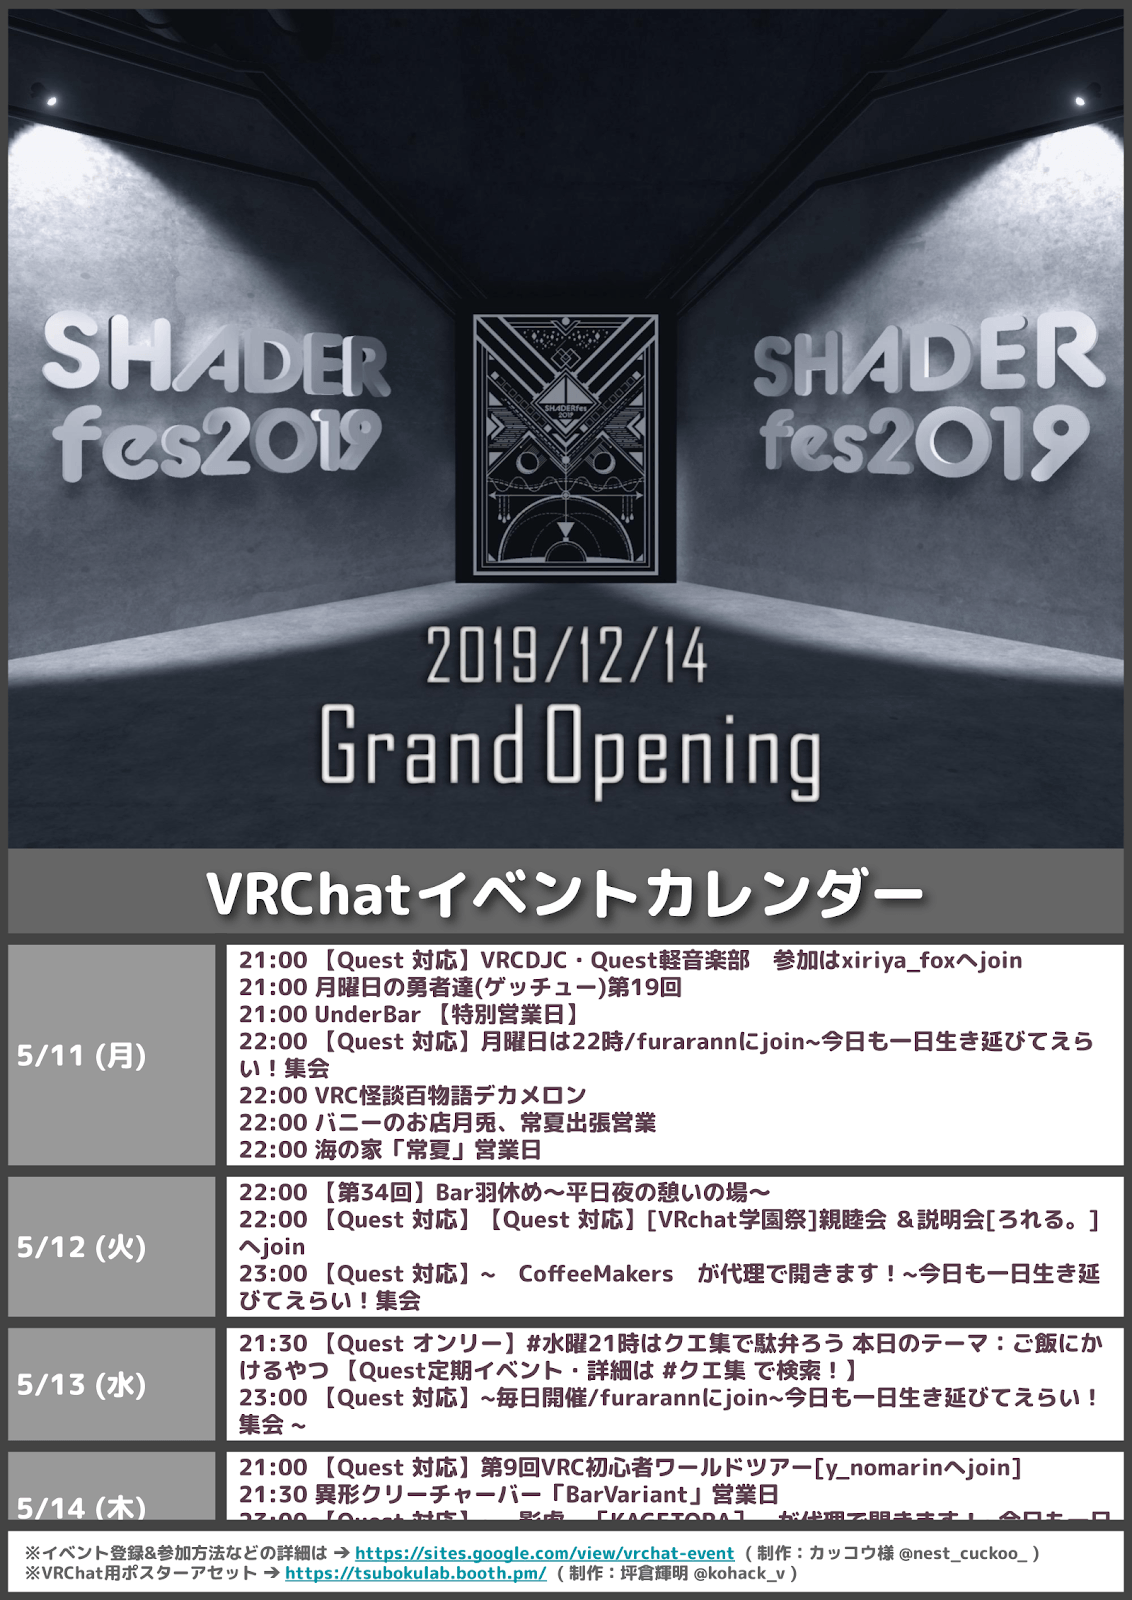 SHADER
fes2019
SHADER
fes2019
SHADERfes
2019
2019/12/14
Grand Opening
VRChatイベントカレンダー
5/11 (月)
21:00 【Quest 対応】VRCDJC・Quest軽音楽部　参加はxiriya_foxへjoin
21:00 月曜日の勇者達(ゲッチュー)第19回
21:00 UnderBar 【特別営業日】
22:00 【Quest 対応】月曜日は22時/furarannにjoin~今日も一日生き延びてえら
い！集会
22:00 VRC怪談百物語デカメロン
22:00 バニーのお店月兎、常夏出張営業
22:00 海の家「常夏」営業日
5/12 (火)
22:00 【第34回】Bar羽休め～平日夜の憩いの場～
22:00 【Quest 対応】【Quest 対応】[VRchat学園祭]親睦会 ＆説明会[ろれる。]
へjoin
23:00 【Quest 対応】~　CoffeeMakers　が代理で開きます！~今日も一日生き延
びてえらい！集会
5/13 (水)
21:30 【Quest オンリー】#水曜21時はクエ集で駄弁ろう 本日のテーマ：ご飯にか
けるやつ 【Quest定期イベント・詳細は #クエ集 で検索！】
23:00 【Quest 対応】~毎日開催/furarannにjoin~今日も一日生き延びてえらい！
集会 ~
5/14 (木)
21:00 【Quest 対応】第9回VRC初心者ワールドツアー[y_nomarinへjoin]
21:30 異形クリーチャーバー「BarVariant」営業日
23:00 【Quest 対応】~　影虎　「KAGETORA」　が代理で開きます！~今日も一日
※イベント登録&参加方法などの詳細は → https://sites.google.com/view/vrchat-event （制作：カッコウ様 @nest_cuckoo_ ）
※VRChat用ポスターアセット → https://tsubokulab.booth.pm/ （制作：坪倉輝明 @kohack_v ）